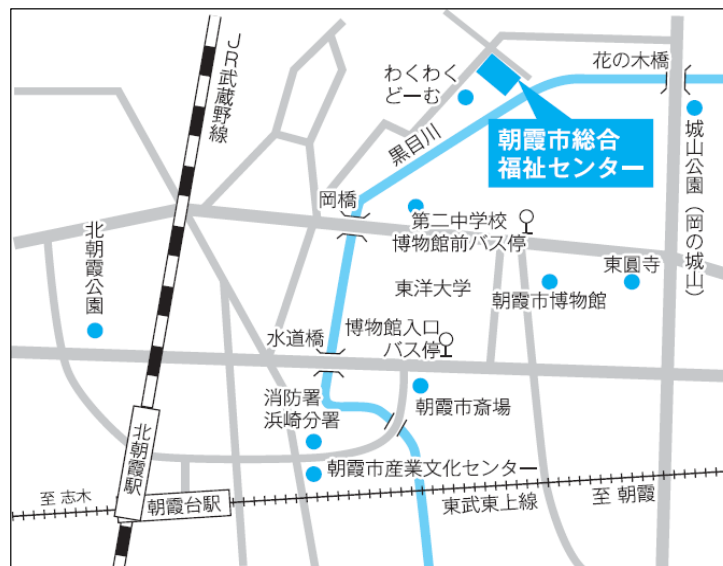 JR武蔵野線
わくわく
どーむ
花の木橋
黒目川
朝霞市総合
福祉センター
城山公園（岡の城山）
岡橋
第二中学校
博物館前バス停
北朝霞公園
東洋大学
朝霞市博物館
東圓寺
水道橋
博物館入口
バス停
消防署
浜崎分署
朝霞市斎場
北朝霞駅
朝霞市産業文化センター
至 志木
朝霞台駅
東武東上線
至 朝霞